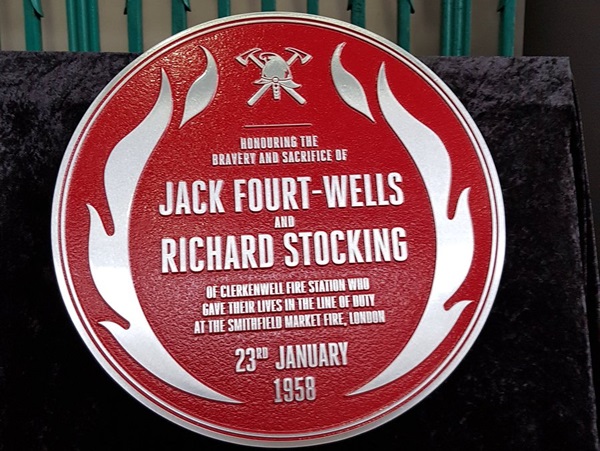 HONOURING THE
BRAVERY AND SACRIFICE OF
JACK FOURT-WELLS
AND
RICHARD STOCKING
OF CLERKENWELL FIRE STATION WHO
GAVE THEIR LIVES IN THE LINE OF DUTY
AT THE SMITHFIELD MARKET FIRE, LONDON
23RD JANUARY
1958